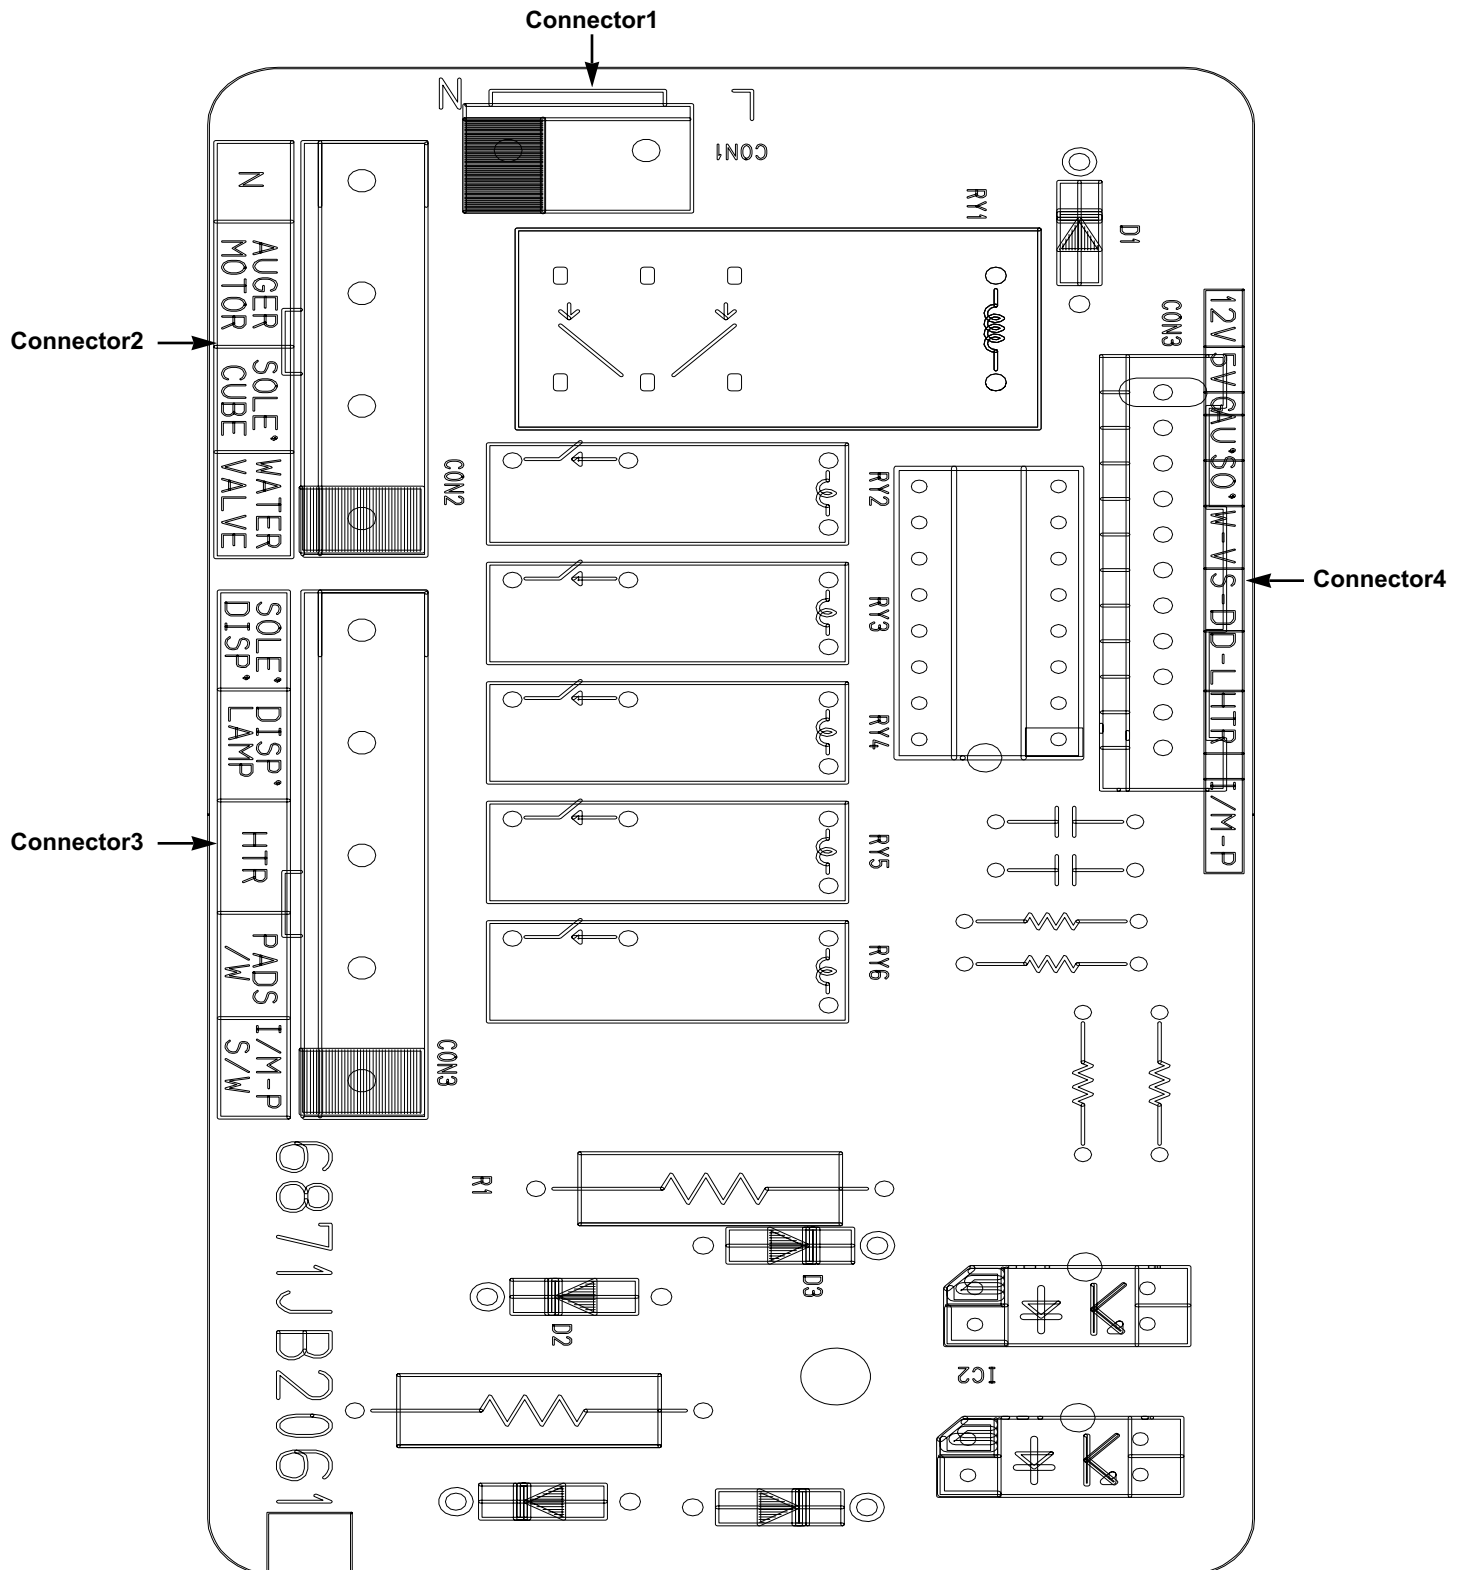 Connector1
N
L
CON1
RY1
D1
N
AUGER
MOTOR
SOLE'
CUBE
WATER
VALVE
Connector2
CON2
12V
5V
CON3
GAU'
SO'
W-V
S-D
D-L
HTR
I/M-P
Connector4
RY2
RY3
RY4
RY5
RY6
SOLE'
DISP'
DISP'
LAMP
HTR
PADS
/W
I/M-P
S/W
Connector3
CON3
6871JB2061
R1
D3
D2
IC2